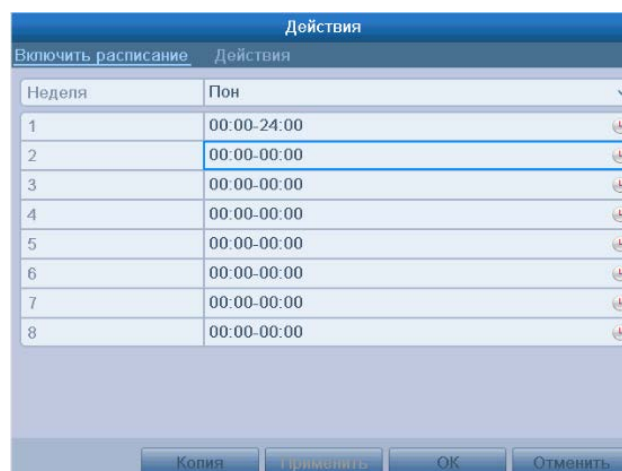 Действия
Включить расписание Действия
Неделя Пон
1 00:00-24:00
2 00:00-00:00
3 00:00-00:00
4 00:00-00:00
5 00:00-00:00
6 00:00-00:00
7 00:00-00:00
8 00:00-00:00
Копия Применить OK Отменить